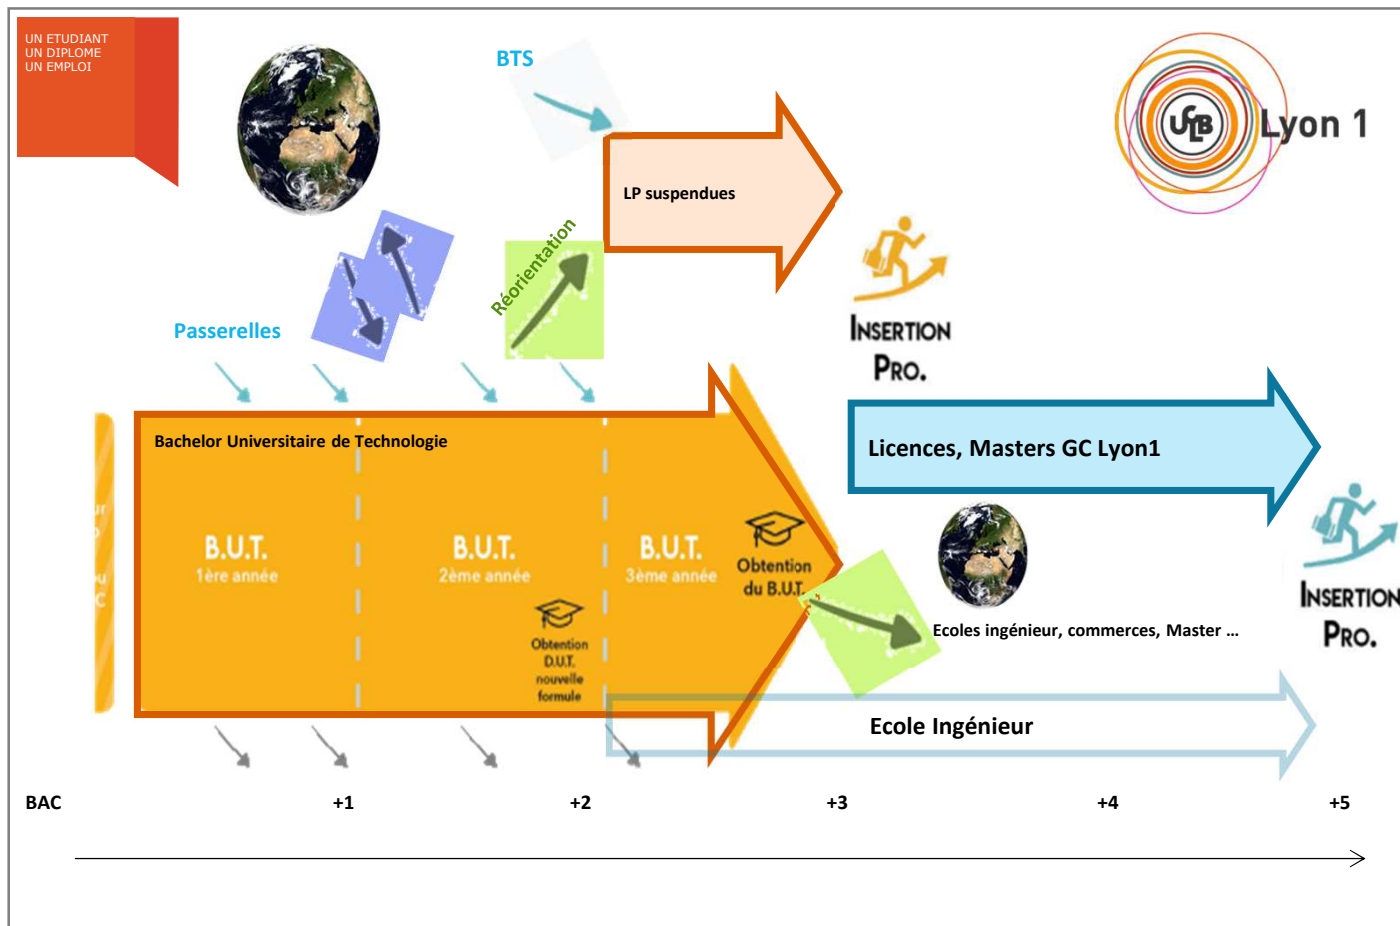 UN ETUDIANT
UN DIPLOME
UN EMPLOI
BTS
UCLB
Lyon 1
LP suspendues
Réorientation
Passerelles
INSERTION
PRO.
Bachelor Universitaire de Technologie
Licences, Masters GC Lyon1
B.U.T.
1ère année
B.U.T.
2ème année
B.U.T.
3ème année
Obtention
du B.U.T.
Obtention
D.U.T.
nouvelle
formule
INSERTION
PRO.
Ecoles ingénieur, commerces, Master ...
Ecole Ingénieur
BAC +1 +2 +3 +4 +5